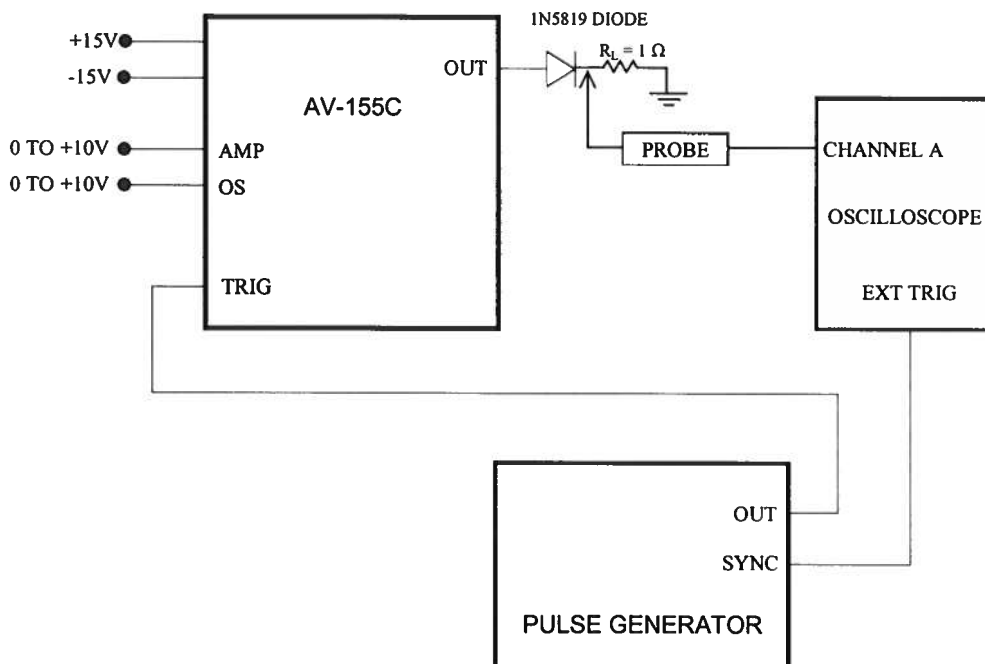 1N5819 DIODE
+15V
-15V
OUT
R_L = 1 Ω
AV-155C
0 TO +10V
AMP
0 TO +10V
OS
PROBE
CHANNEL A
OSCILLOSCOPE
TRIG
EXT TRIG
OUT
SYNC
PULSE GENERATOR